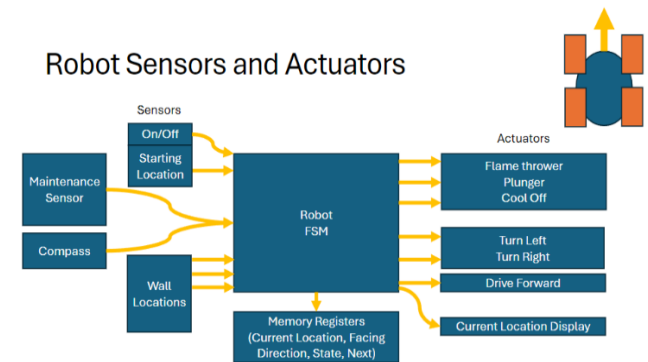 Robot Sensors and Actuators
Sensors
On/Off
Starting
Location
Maintenance
Sensor
Compass
Wall
Locations
Robot
FSM
Memory Registers
(Current Location, Facing
Direction, State, Next)
Actuators
Flame thrower
Plunger
Cool Off
Turn Left
Turn Right
Drive Forward
Current Location Display